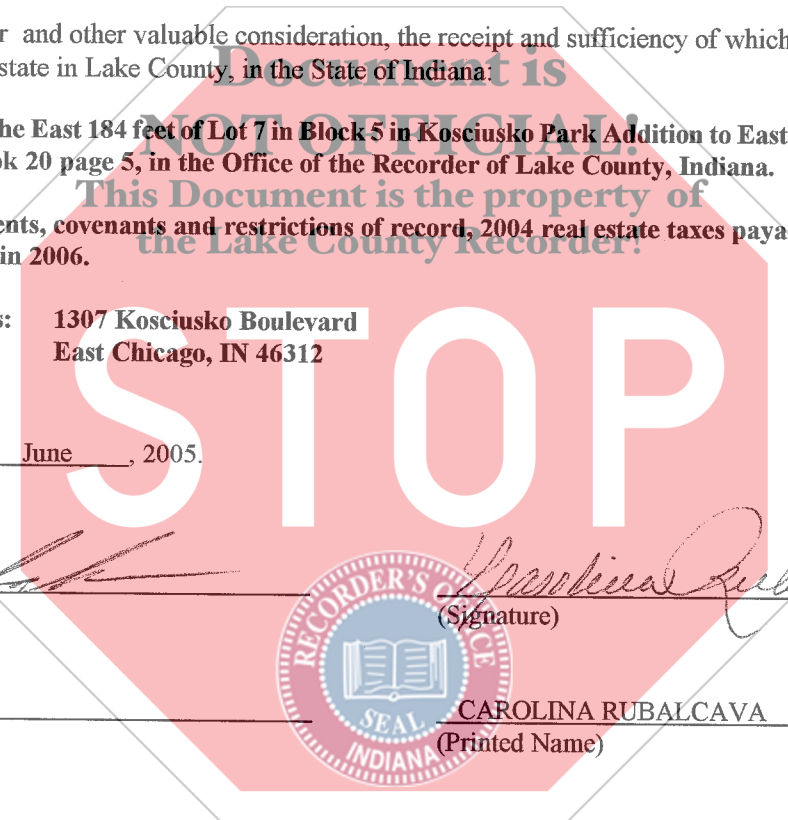 r and other valuable consideration, the receipt and sufficiency of which
Document is
state in Lake County, in the State of Indiana:
he East 184 feet of Lot 7 in Block 5 in Kosciusko Park Addition to East
NOT OFFICIAL!
ok 20 page 5, in the Office of the Recorder of Lake County, Indiana.
This Document is the property of
ents, covenants and restrictions of record, 2004 real estate taxes paya
the Lake County Recorder!
in 2006.
s: 1307 Kosciusko Boulevard
East Chicago, IN 46312
STOP
June , 2005.
(Signature)
RECORDER'S OFFICE
SEAL
INDIANA
CAROLINA RUBALCAVA
(Printed Name)